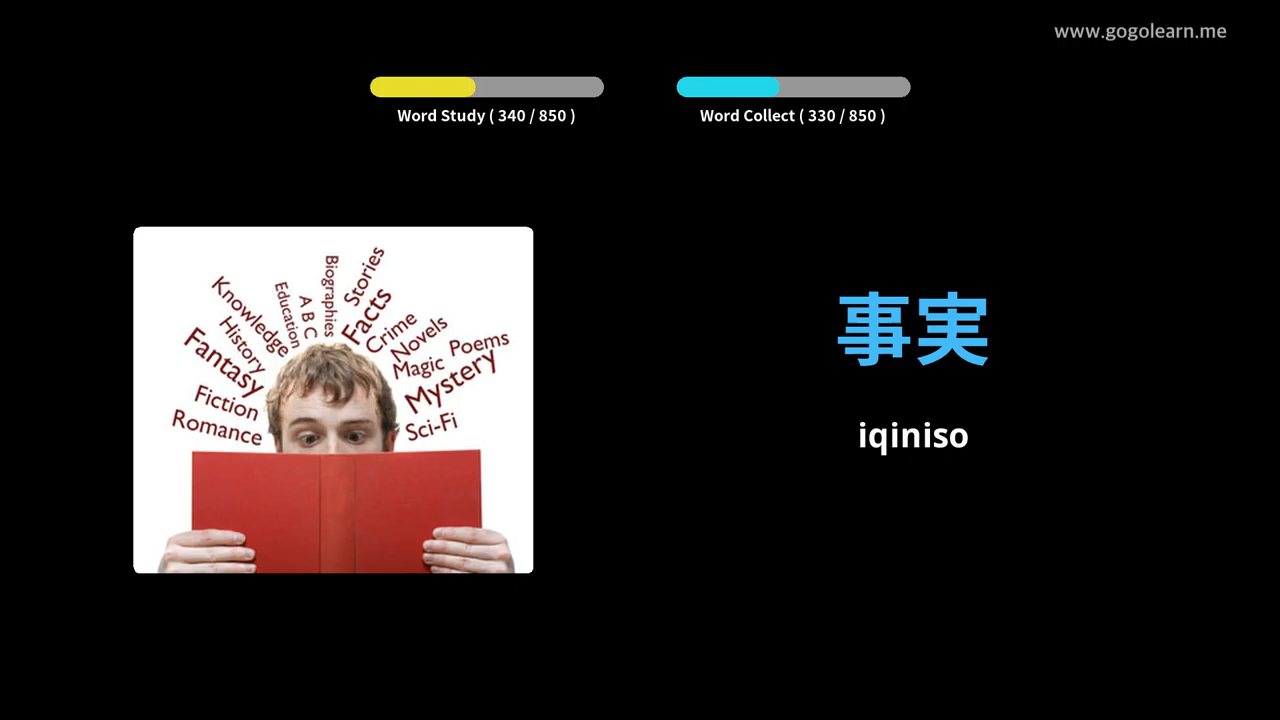 www.gogolearn.me
Word Study ( 340 / 850 )
Word Collect ( 330 / 850 )
Knowledge
Education
A B C
Biographies
Stories
Facts
History
Crime
Novels
Fantasy
Magic
Poems
Fiction
Mystery
Romance
Sci-Fi
事実
iqiniso